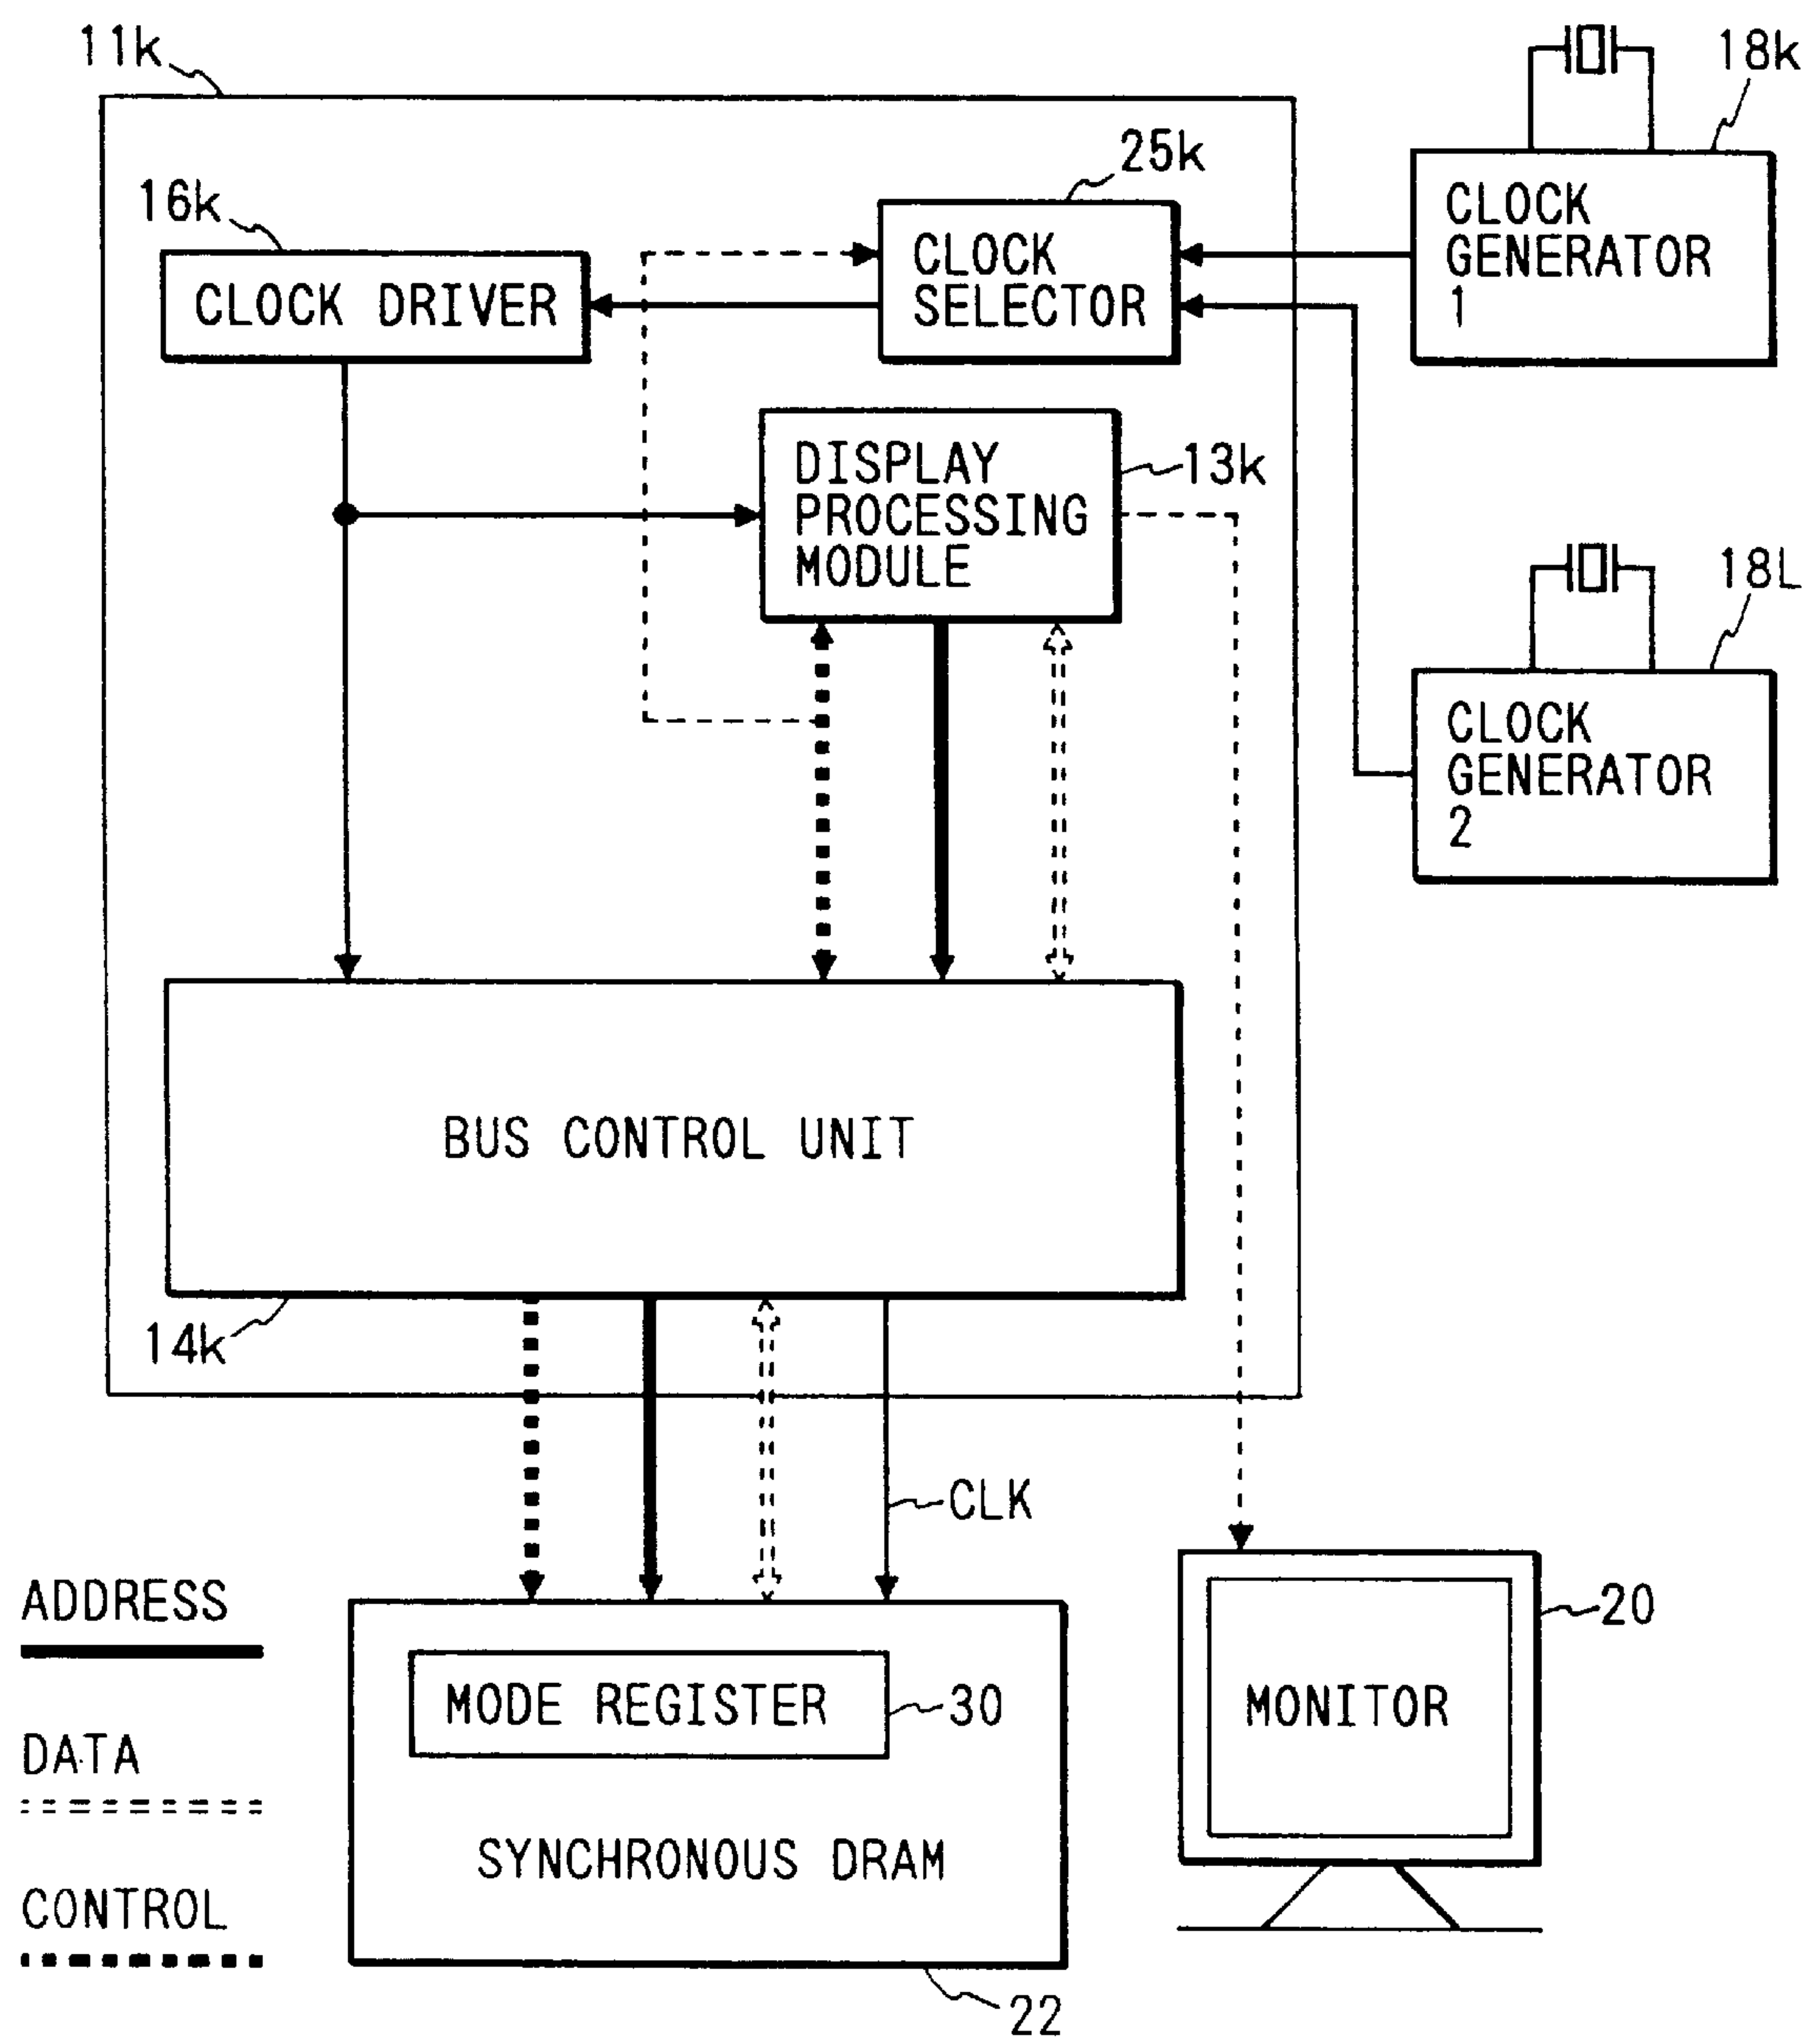 11k
18k
25k
16k
CLOCK
GENERATOR
1
CLOCK
SELECTOR
CLOCK DRIVER
DISPLAY
PROCESSING
MODULE
13k
18L
CLOCK
GENERATOR
2
BUS CONTROL UNIT
14k
CLK
ADDRESS
20
MODE REGISTER
30
MONITOR
DATA
SYNCHRONOUS DRAM
CONTROL
22